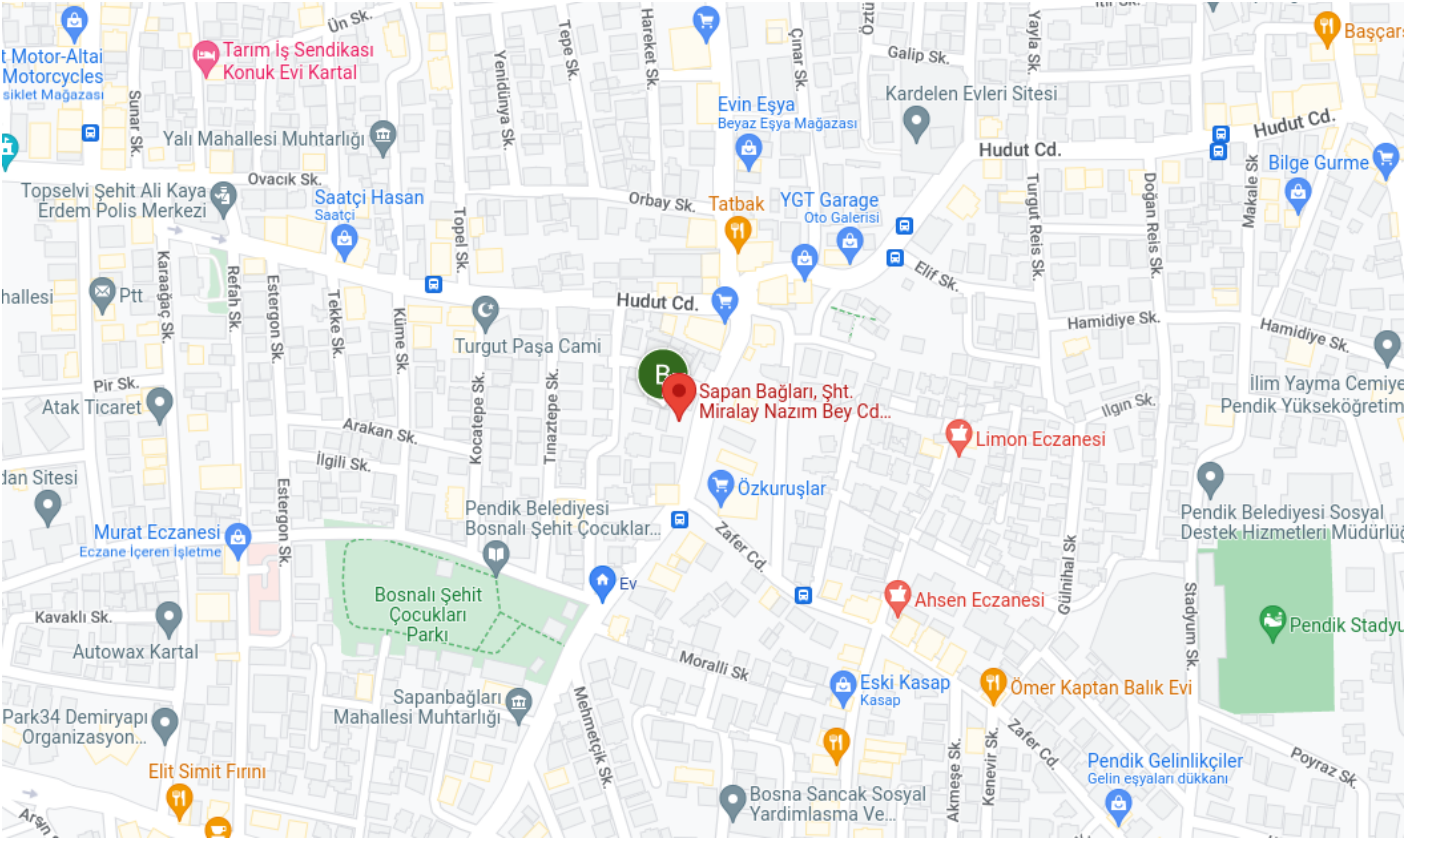 Ün Sk.
Tarım İş Sendikası
Konuk Evi Kartal
t Motor-Altai
Motorcycles
siklet Mağazası
Sunar Sk.
Yalı Mahallesi Muhtarlığı
Yenidünya Sk.
Tepe Sk.
Hareket Sk.
Çınar Sk.
Galip Sk.
Yayla Sk.
Başçar
Evin Eşya
Beyaz Eşya Mağazası
Kardelen Evleri Sitesi
Hudut Cd.
Hudut Cd.
Bilge Gurme
Ovacık Sk.
Topselvi Şehit Ali Kaya
Erdem Polis Merkezi
Saatçi Hasan
Saatçi
Orbay Sk.
Tatbak
YGT Garage
Oto Galerisi
Topel Sk.
Turgut Reis Sk.
Doğan Reis Sk.
Makale Sk
Karaağaç Sk.
Refah Sk.
Estergon Sk.
Tekke Sk.
Küme Sk.
Elif Sk.
hallesi
Ptt
Hudut Cd.
Turgut Paşa Cami
Hamidiye Sk.
Hamidiye Sk.
Pir Sk.
Atak Ticaret
Kocatepe Sk.
Tınaztepe Sk.
B
Sapan Bağları, Şht.
Miralay Nazım Bey Cd...
Ilgın Sk.
İlim Yayma Cemiye
Pendik Yükseköğretim
Arakan Sk.
İlgili Sk.
Limon Eczanesi
dan Sitesi
Estergon Sk.
Özkuruşlar
Pendik Belediyesi
Bosnalı Şehit Çocuklar...
Pendik Belediyesi Sosyal
Destek Hizmetleri Müdürlüğ
Murat Eczanesi
Eczane İçeren İşletme
Zafer Cd.
Gülnihal Sk
Stadyum Sk.
Ev
Bosnalı Şehit
Çocukları
Parkı
Ahsen Eczanesi
Kavaklı Sk.
Autowax Kartal
Pendik Stadyu
Moralli Sk
Eski Kasap
Kasap
Ömer Kaptan Balık Evi
Sapanbağları
Mahallesi Muhtarlığı
Mehmetçik Sk.
Park34 Demiryapı
Organizasyon...
Zafer Cd.
Akmeşe Sk.
Kenevir Sk.
Poyraz Sk.
Elit Simit Fırını
Pendik Gelinlikçiler
Gelin eşyaları dükkanı
Bosna Sancak Sosyal
Yardımlasma Ve...